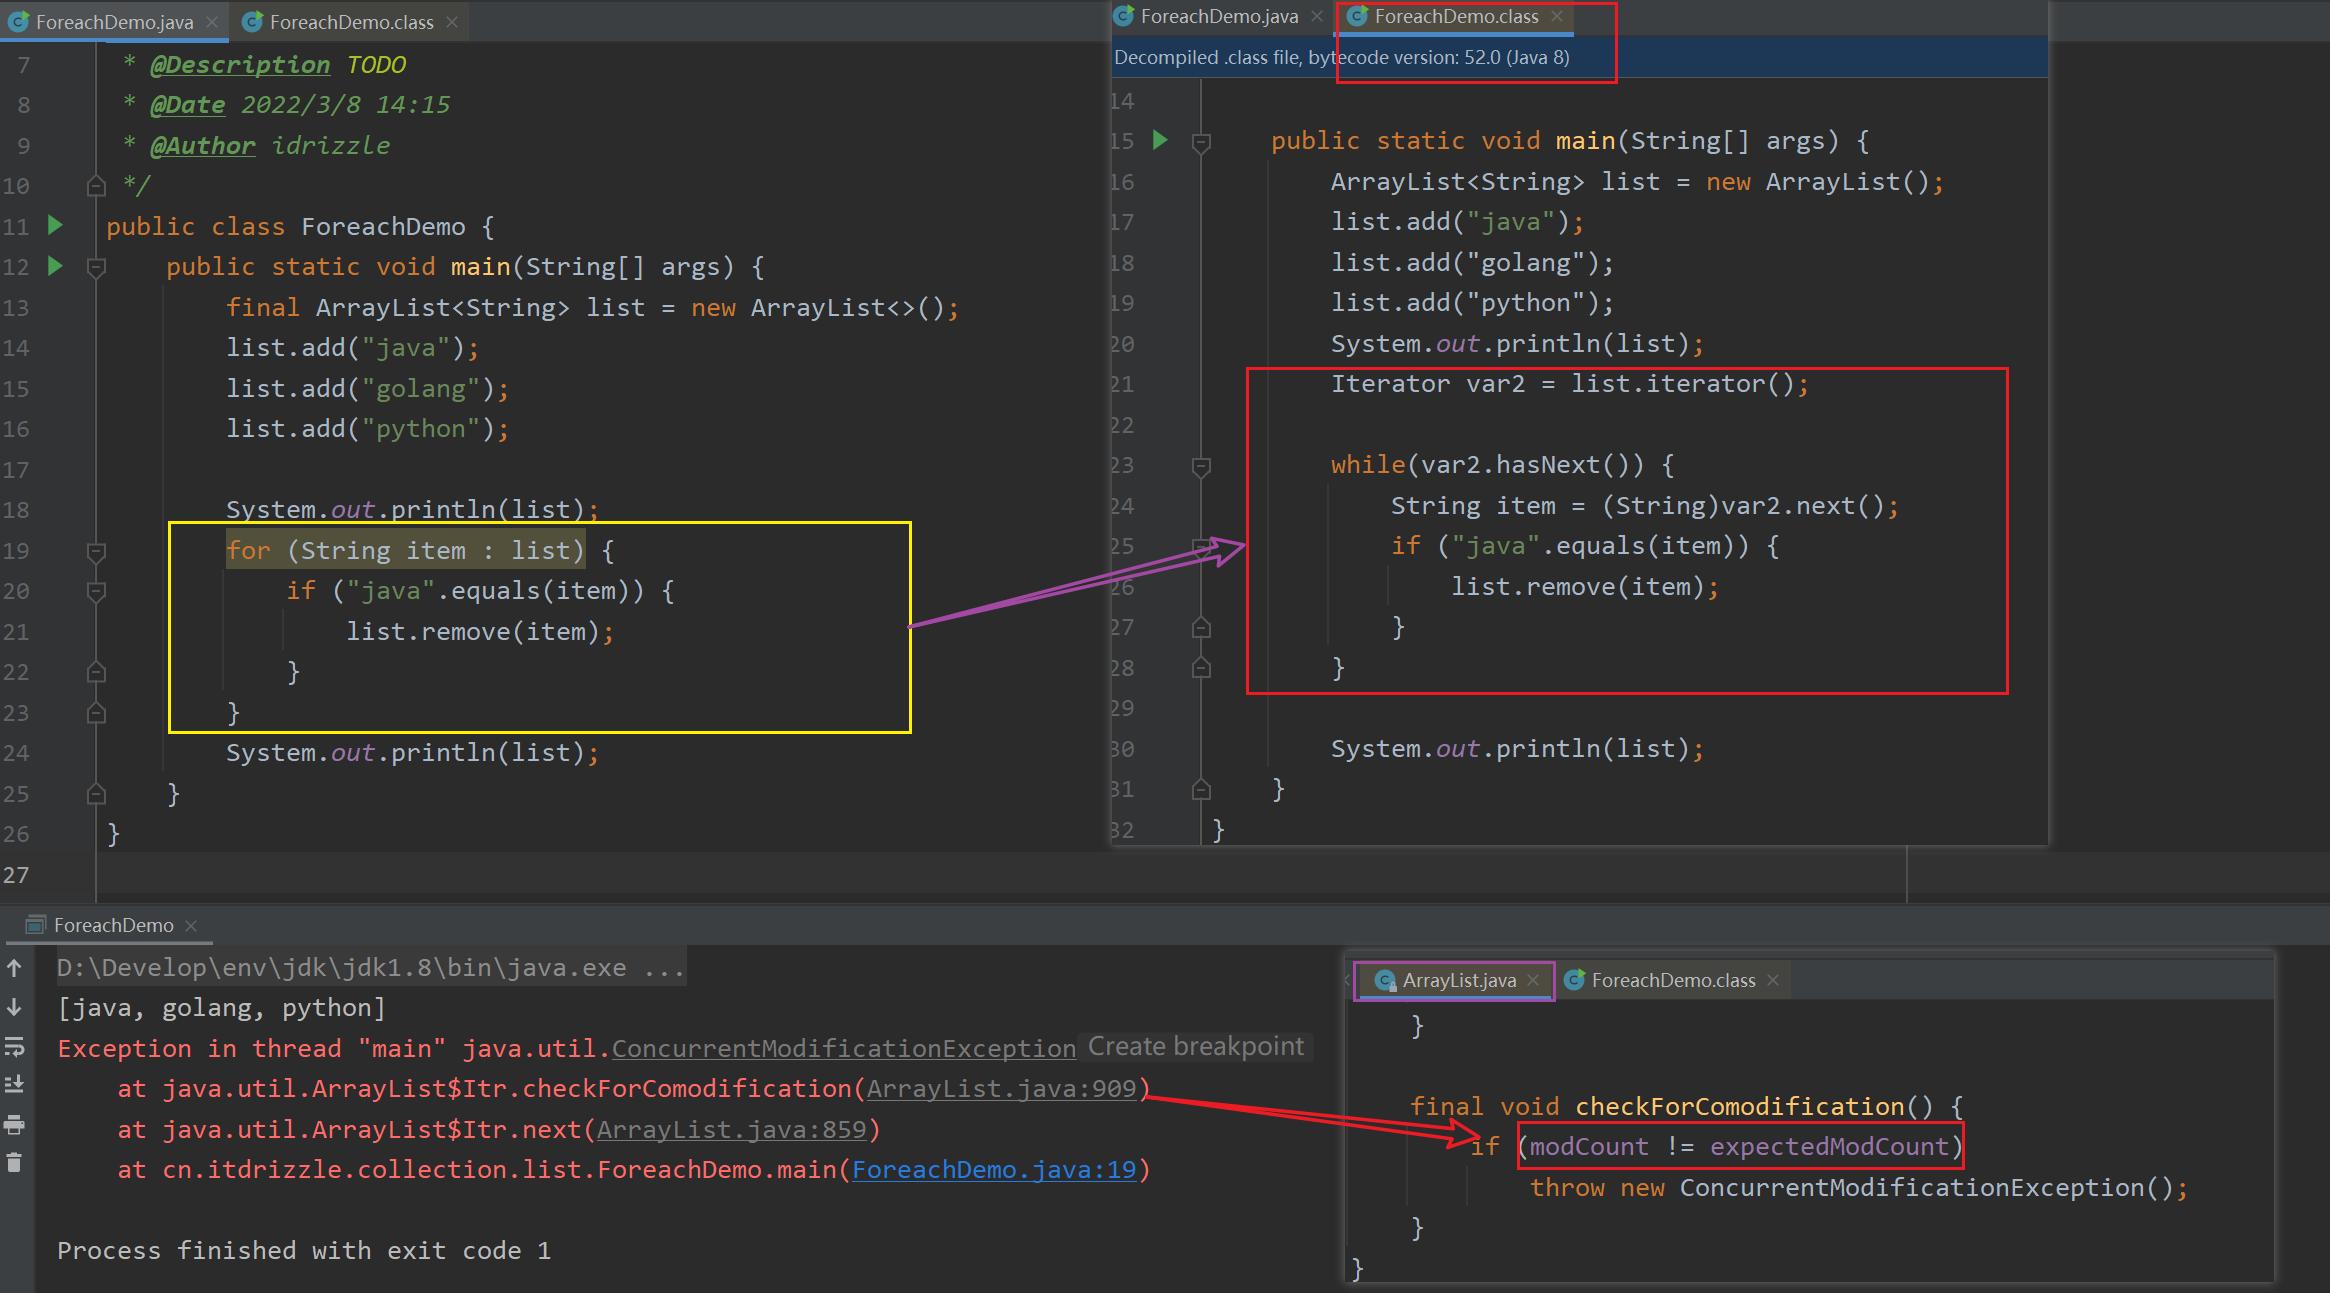 ForeachDemo.java
ForeachDemo.class
7 * @Description TODO
8 * @Date 2022/3/8 14:15
9 * @Author idrizzle
10 */
11 public class ForeachDemo {
12 public static void main(String[] args) {
13 final ArrayList<String> list = new ArrayList<>();
14 list.add("java");
15 list.add("golang");
16 list.add("python");
17
18 System.out.println(list);
19 for (String item : list) {
20 if ("java".equals(item)) {
21 list.remove(item);
22 }
23 }
24 System.out.println(list);
25 }
26 }
27
ForeachDemo.java
ForeachDemo.class
Decompiled .class file, bytecode version: 52.0 (Java 8)
14
15 public static void main(String[] args) {
16 ArrayList<String> list = new ArrayList();
17 list.add("java");
18 list.add("golang");
19 list.add("python");
20 System.out.println(list);
21 Iterator var2 = list.iterator();
22
23 while(var2.hasNext()) {
24 String item = (String)var2.next();
25 if ("java".equals(item)) {
26 list.remove(item);
27 }
28 }
29
30 System.out.println(list);
31 }
32 }
ForeachDemo
D:\Develop\env\jdk\jdk1.8\bin\java.exe ...
[java, golang, python]
Exception in thread "main" java.util.ConcurrentModificationException Create breakpoint
at java.util.ArrayList$Itr.checkForComodification(ArrayList.java:909)
at java.util.ArrayList$Itr.next(ArrayList.java:859)
at cn.itdrizzle.collection.list.ForeachDemo.main(ForeachDemo.java:19)
Process finished with exit code 1
ArrayList.java
ForeachDemo.class
}
final void checkForComodification() {
if (modCount != expectedModCount)
throw new ConcurrentModificationException();
}
}